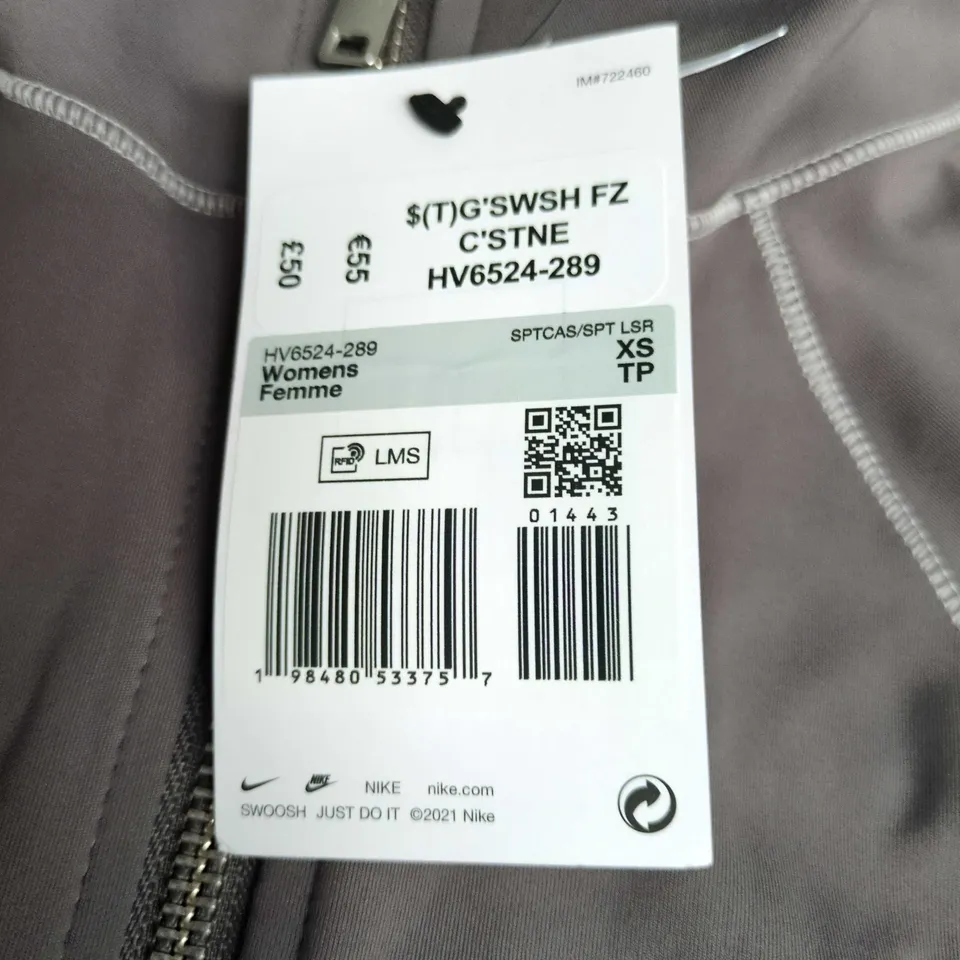 IM#722460
$(T)G'SWSH FZ
C'STNE
HV6524-289
€55
£50
HV6524-289
Womens
Femme
SPTCAS/SPT LSR
XS
TP
RFID LMS
01443
1 98480 53375 7
NIKE
NIKE nike.com
SWOOSH JUST DO IT ©2021 Nike